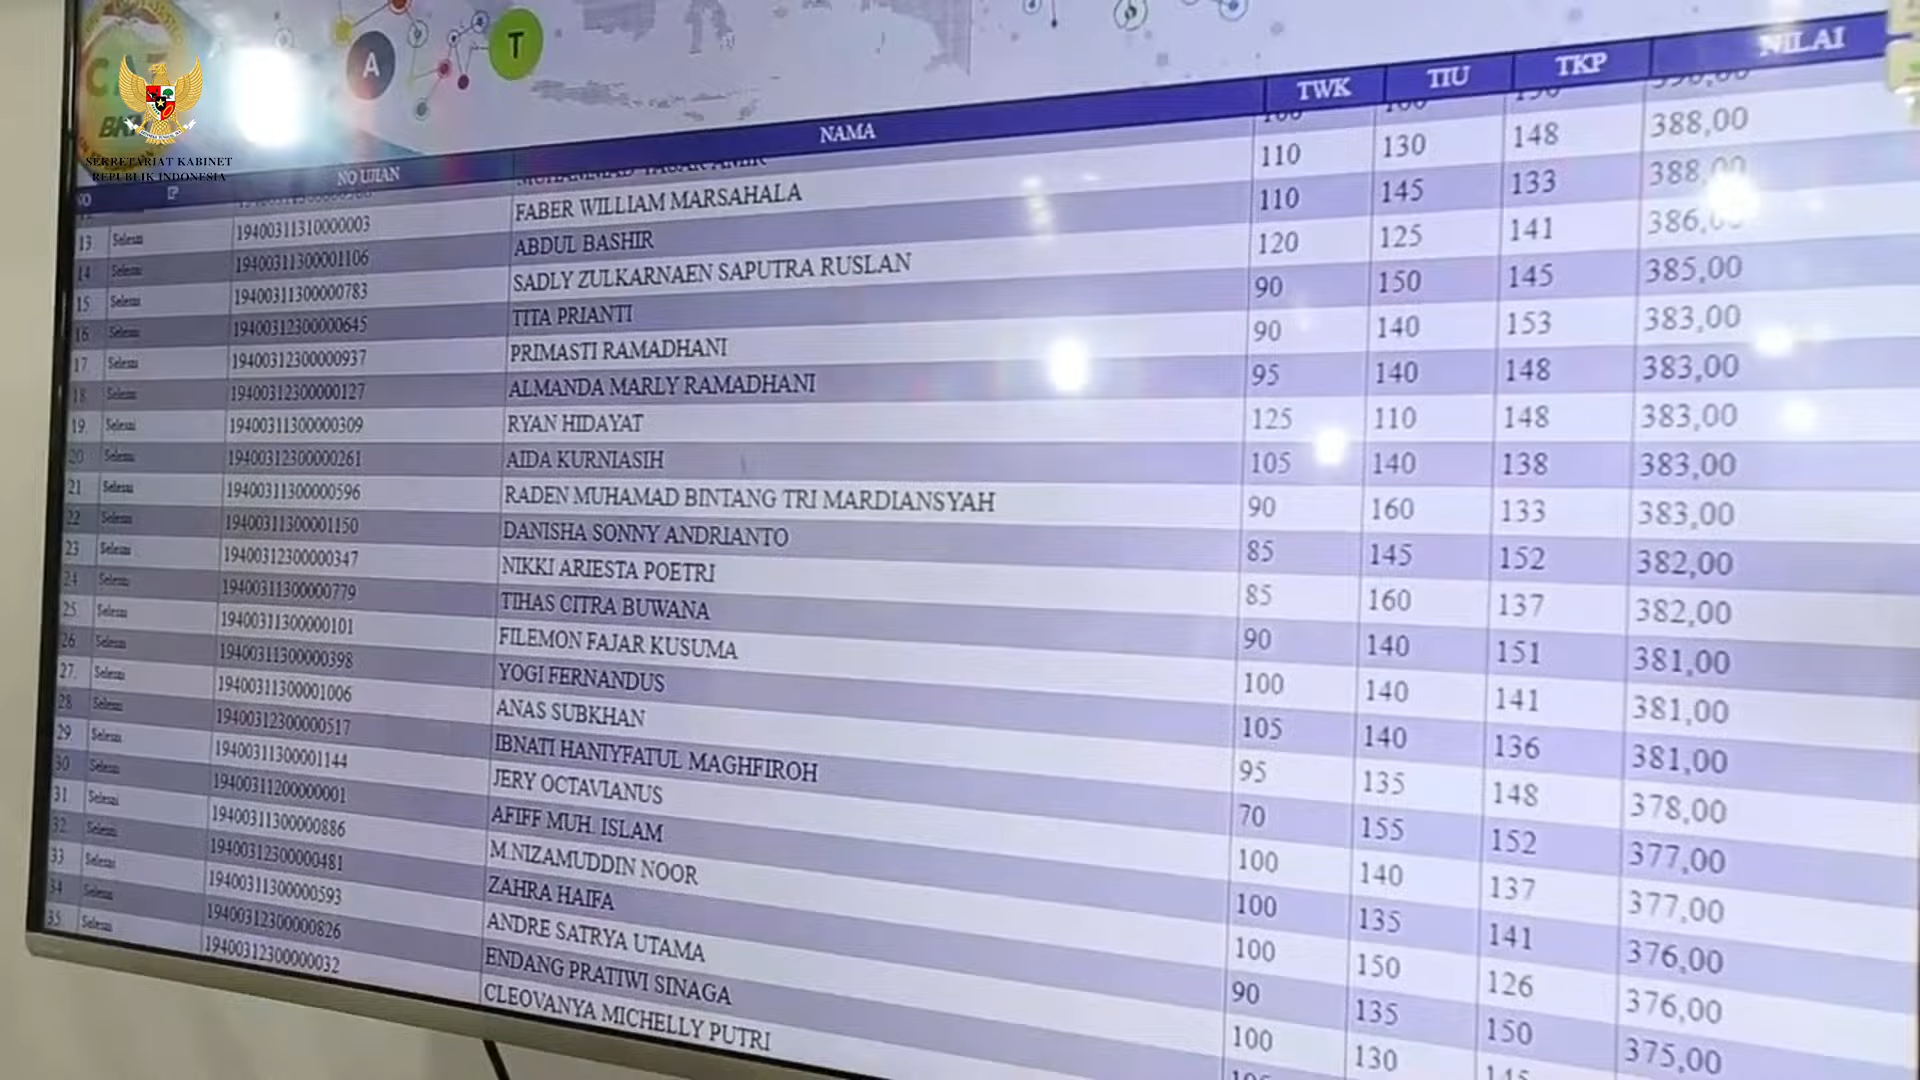 A T
SEKRETARIAT KABINET
REPUBLIK INDONESIA
NO UJIAN NAMA TWK TIU TKP NILAI
13. Selesai 19400311310000003 FABER WILLIAM MARSAHALA 110 130 148 388,00
14 Selesai 19400311300001106 ABDUL BASHIR 110 145 133 388,00
15 Selesai 19400311300000783 SADLY ZULKARNAEN SAPUTRA RUSLAN 120 125 141 386,00
16. Selesai 19400312300000645 TITA PRIANTI 90 150 145 385,00
17. Selesai 19400312300000937 PRIMASTI RAMADHANI 90 140 153 383,00
18. Selesai 19400312300000127 ALMANDA MARLY RAMADHANI 95 140 148 383,00
19. Selesai 19400311300000309 RYAN HIDAYAT 125 110 148 383,00
20 Selesai 19400312300000261 AIDA KURNIASIH 105 140 138 383,00
21 Selesai 19400311300000596 RADEN MUHAMAD BINTANG TRI MARDIANSYAH 90 160 133 383,00
22 Selesai 19400311300001150 DANISHA SONNY ANDRIANTO 85 145 152 382,00
23 Selesai 19400312300000347 NIKKI ARIESTA POETRI 85 160 137 382,00
24 Selesai 19400311300000779 TIHAS CITRA BUWANA 90 140 151 381,00
25. Selesai 19400311300000101 FILEMON FAJAR KUSUMA 100 140 141 381,00
26. Selesai 19400311300000398 YOGI FERNANDUS 105 140 136 381,00
27. Selesai 19400311300001006 ANAS SUBKHAN 95 135 148 378,00
28 Selesai 19400312300000517 IBNATI HANIYFATUL MAGHFIROH 70 155 152 377,00
29. Selesai 19400311300001144 JERY OCTAVIANUS 100 140 137 377,00
30 Selesai 19400311200000001 AFIFF MUH. ISLAM 100 135 141 376,00
31 Selesai 19400311300000886 M.NIZAMUDDIN NOOR 100 150 126 376,00
32. Selesai 19400312300000481 ZAHRA HAIFA 90 135 150 375,00
33 Selesai 19400311300000593 ANDRE SATRYA UTAMA 100 130
34. Selesai 19400312300000826 ENDANG PRATIWI SINAGA
35. Selesai 19400312300000032 CLEOVANYA MICHELLY PUTRI